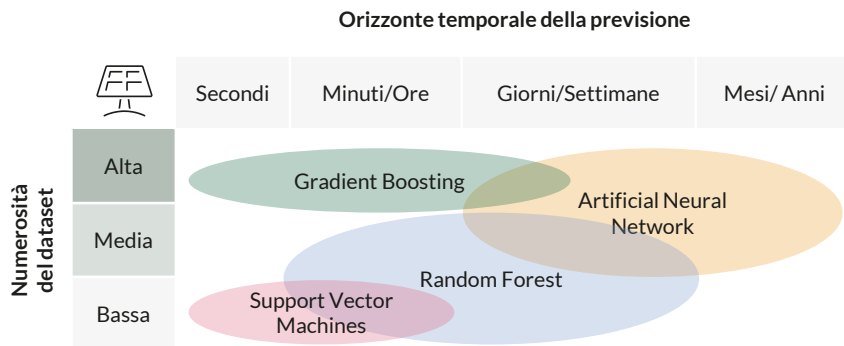 Orizzonte temporale della previsione
Secondi
Minuti/Ore
Giorni/Settimane
Mesi/ Anni
Numerosità
del dataset
Alta
Media
Bassa
Gradient Boosting
Artificial Neural
Network
Random Forest
Support Vector
Machines